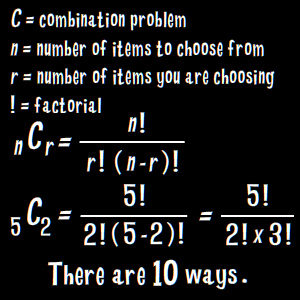 C = combination problem
n = number of items to choose from
r = number of items you are choosing
! = factorial
nCr = n! / r! (n-r)!
5C2 = 5! / 2!(5-2)! = 5! / 2! x 3!
There are 10 ways.